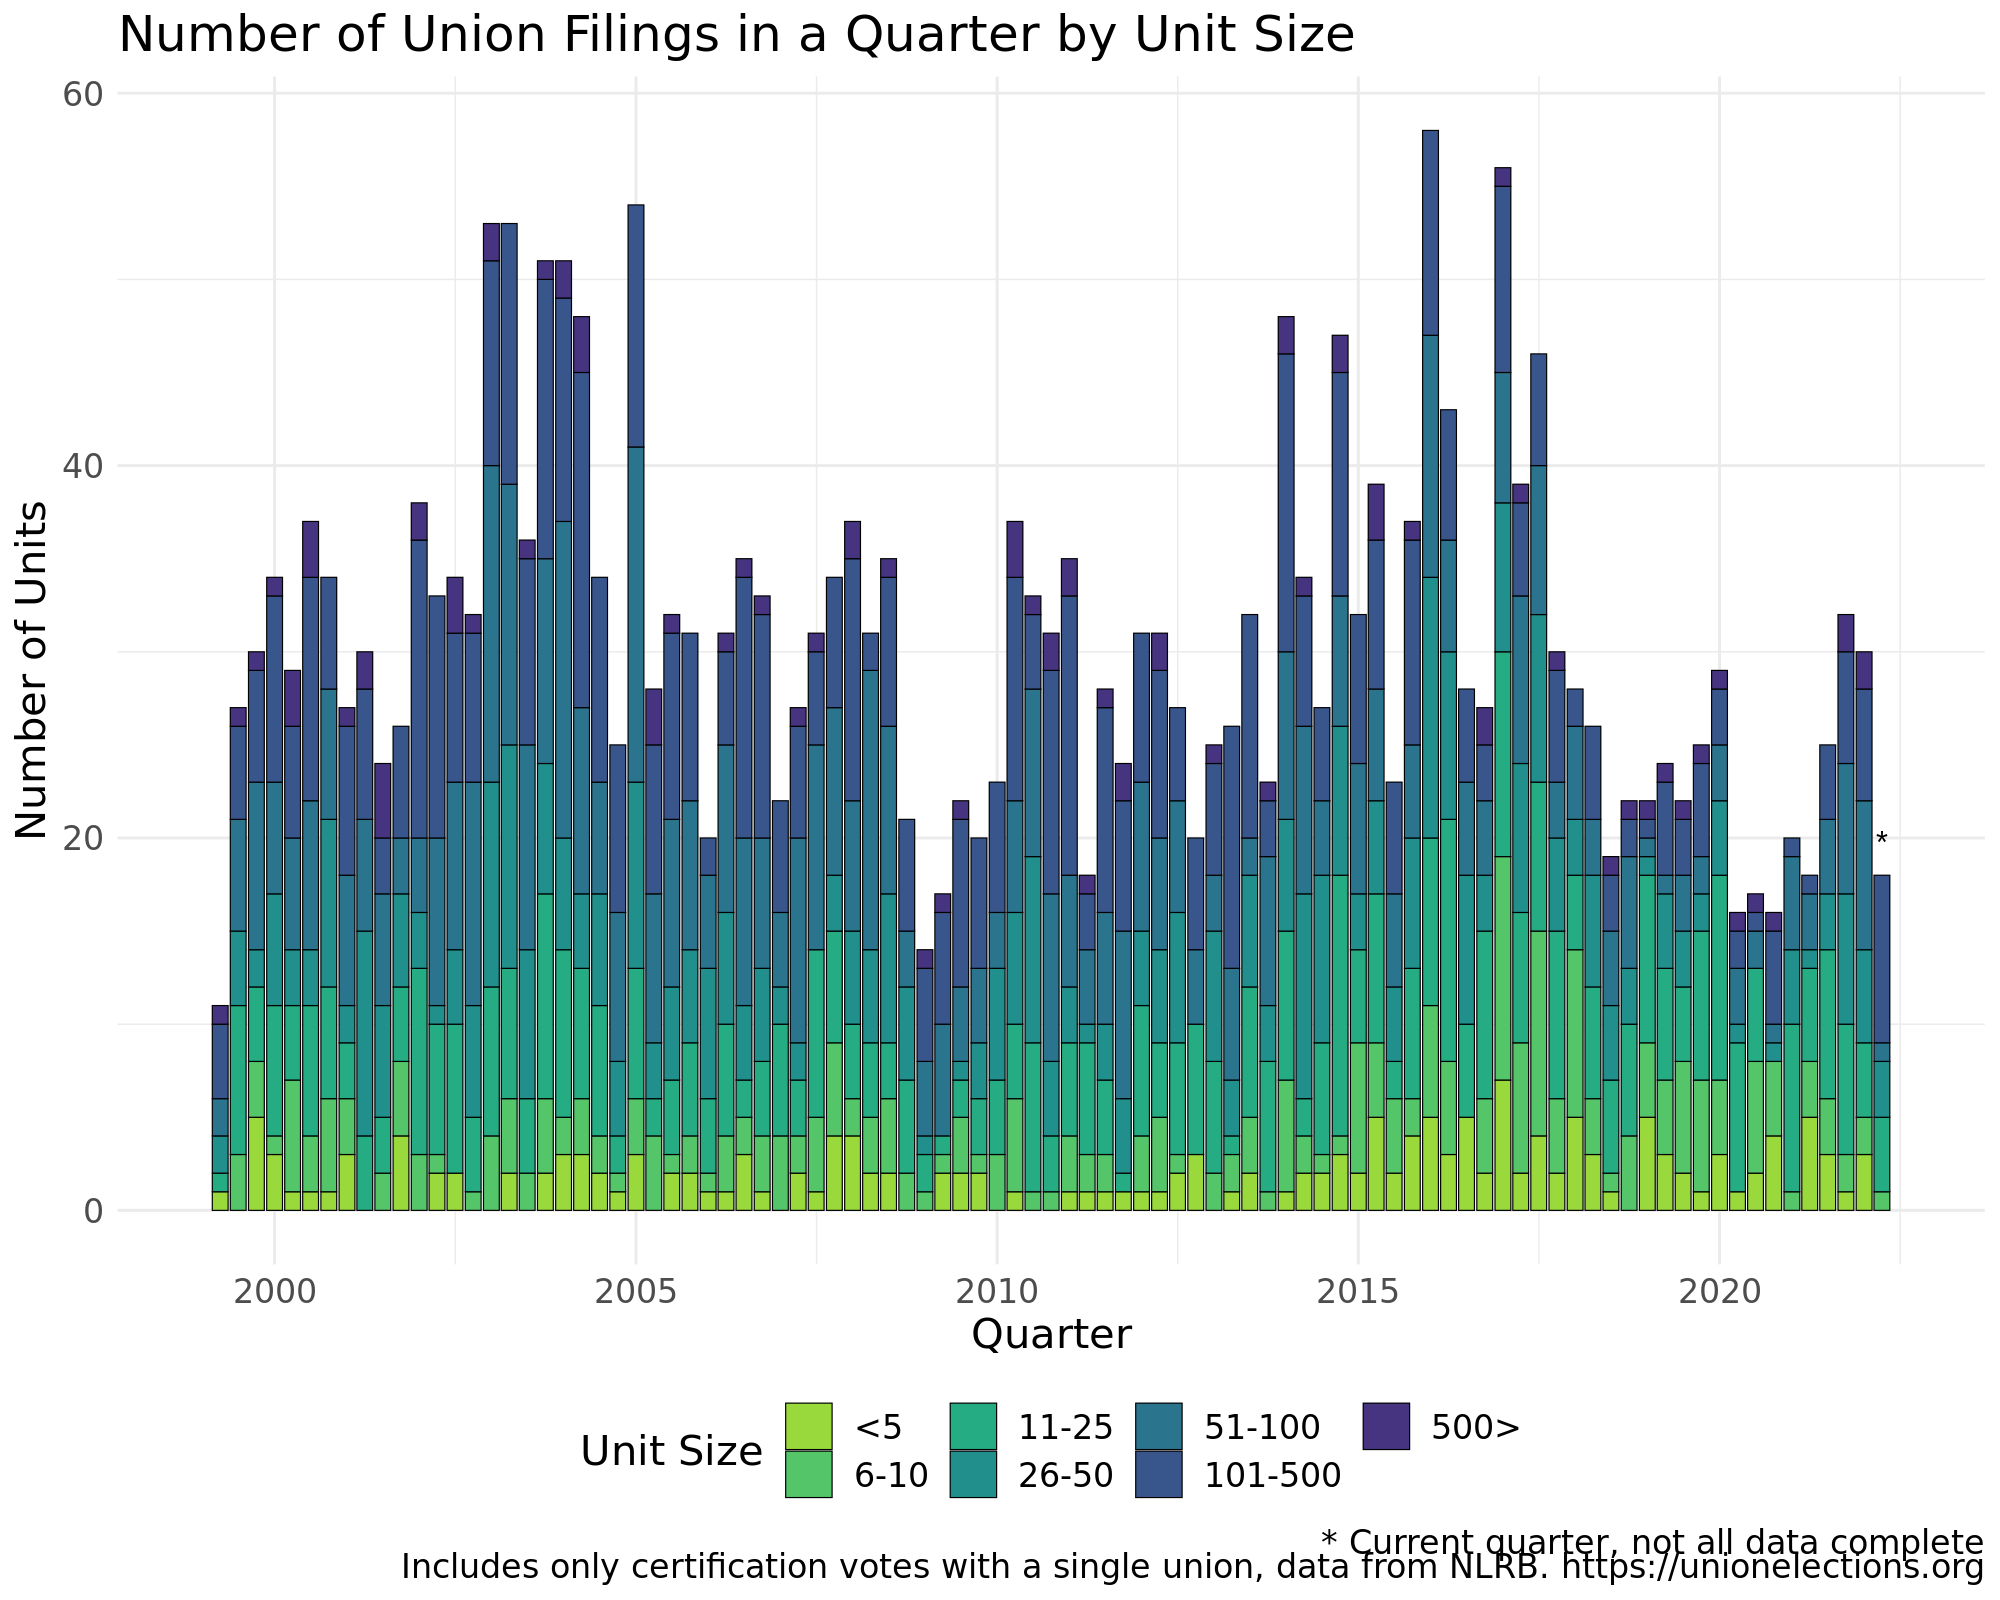 Number of Union Filings in a Quarter by Unit Size
60
40
20
0
Number of Units
*
2000 2005 2010 2015 2020
Quarter
Unit Size
<5 11-25 51-100 500>
6-10 26-50 101-500
* Current quarter, not all data complete
Includes only certification votes with a single union, data from NLRB. https://unionelections.org